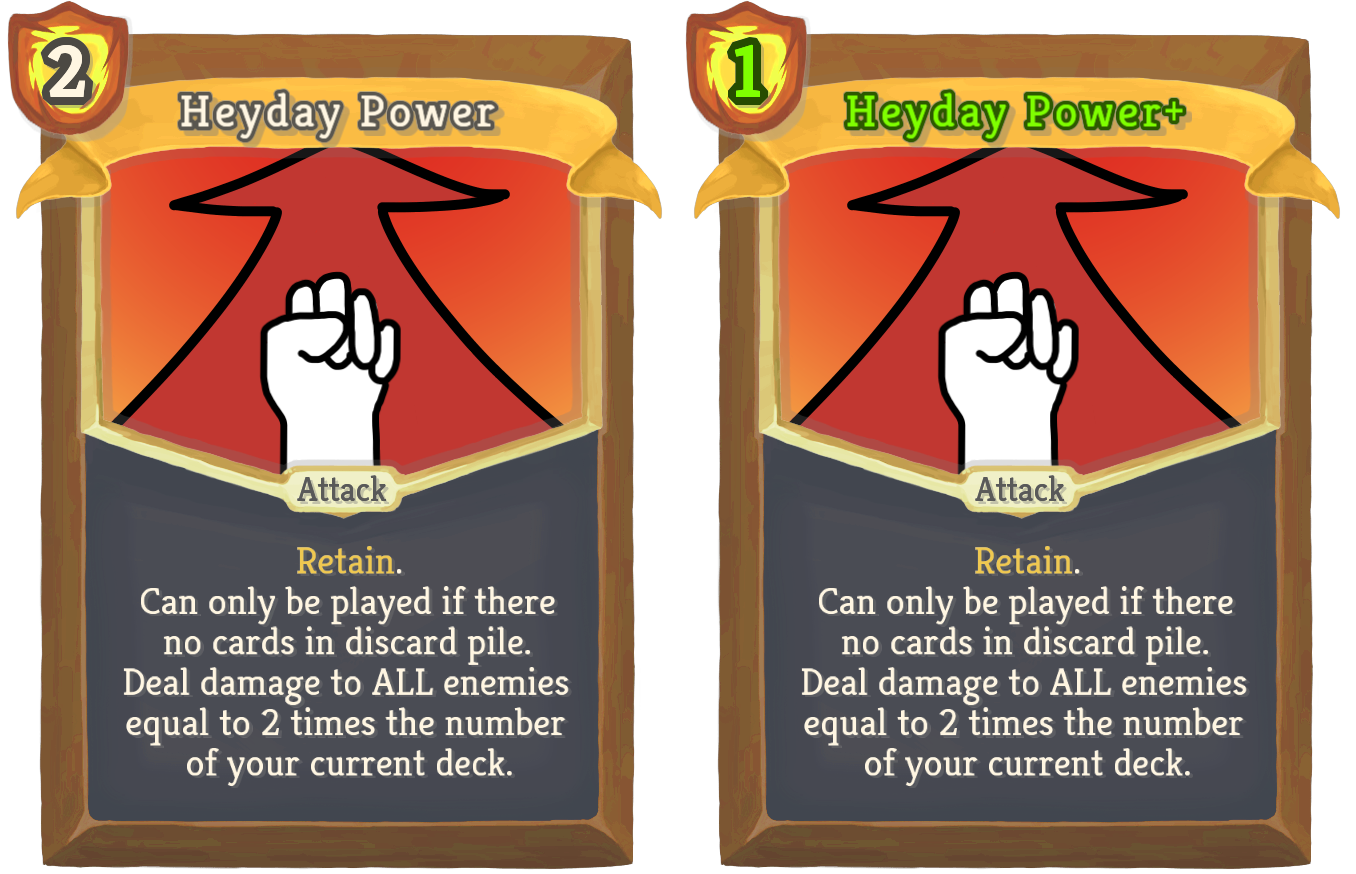 2
Heyday Power
Attack
Retain.
Can only be played if there
no cards in discard pile.
Deal damage to ALL enemies
equal to 2 times the number
of your current deck.
1
Heyday Power+
Attack
Retain.
Can only be played if there
no cards in discard pile.
Deal damage to ALL enemies
equal to 2 times the number
of your current deck.